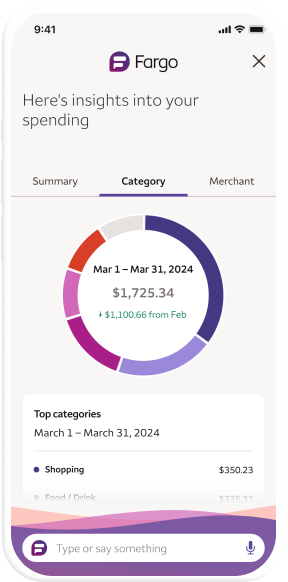 9:41
Fargo
Here's insights into your
spending
Summary Category Merchant
Mar 1 – Mar 31, 2024
$1,725.34
$1,100.66 from Feb
Top categories
March 1 – March 31, 2024
Shopping $350.23
Food / Drink $325.33
Type or say something